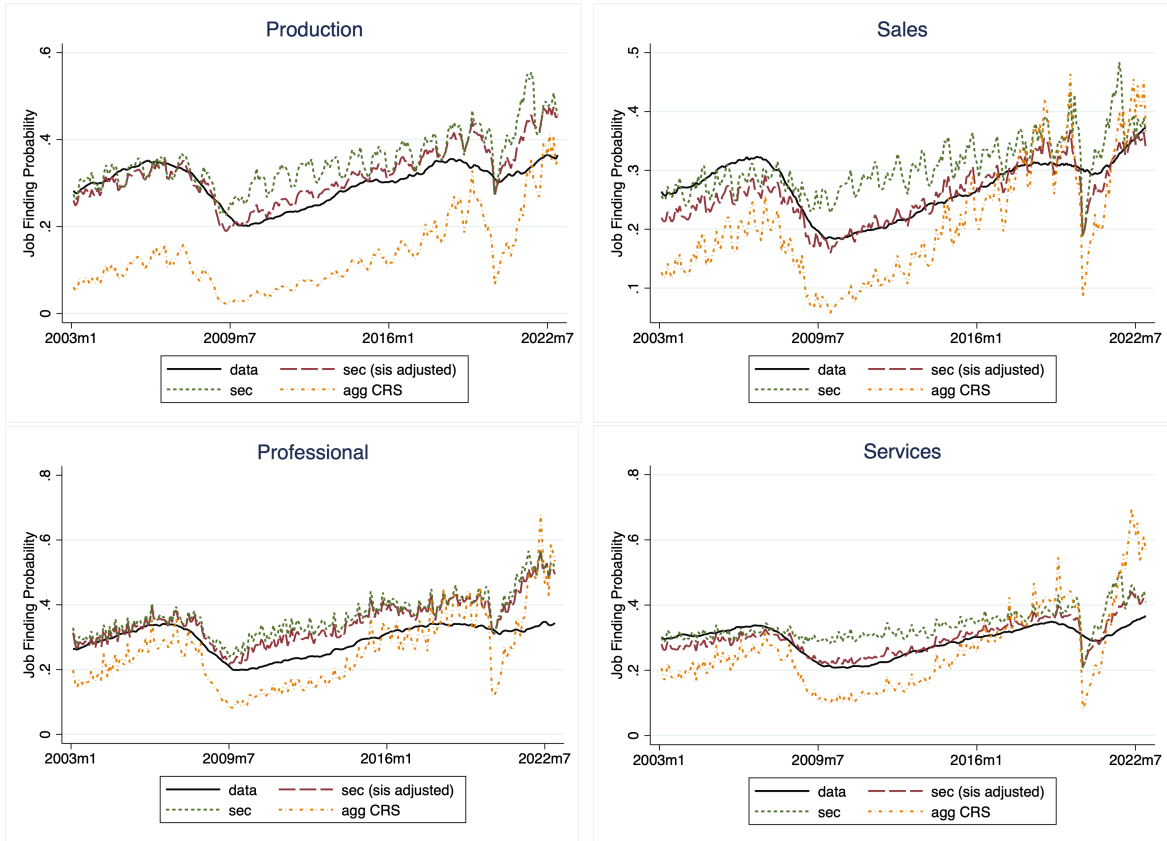 Production
Job Finding Probability
.6
.4
.2
0
2003m1 2009m7 2016m1 2022m7
data sec (sis adjusted)
sec agg CRS
Sales
Job Finding Probability
.5
.4
.3
.2
.1
2003m1 2009m7 2016m1 2022m7
data sec (sis adjusted)
sec agg CRS
Professional
Job Finding Probability
.8
.6
.4
.2
0
2003m1 2009m7 2016m1 2022m7
data sec (sis adjusted)
sec agg CRS
Services
Job Finding Probability
.8
.6
.4
.2
0
2003m1 2009m7 2016m1 2022m7
data sec (sis adjusted)
sec agg CRS